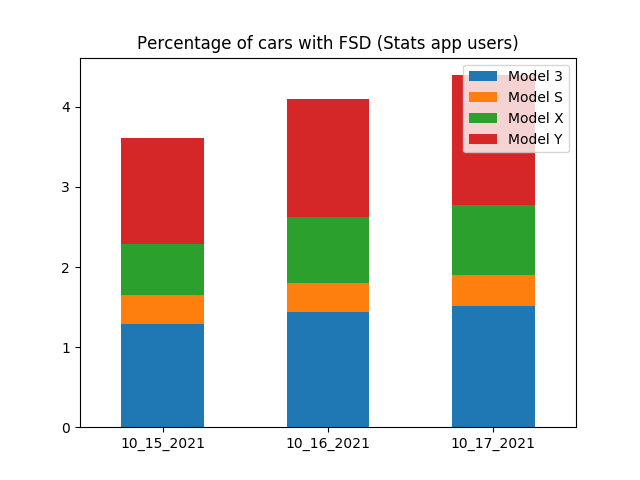 Percentage of cars with FSD (Stats app users)
Model 3
Model S
Model X
Model Y
4
3
2
1
0
10_15_2021 10_16_2021 10_17_2021